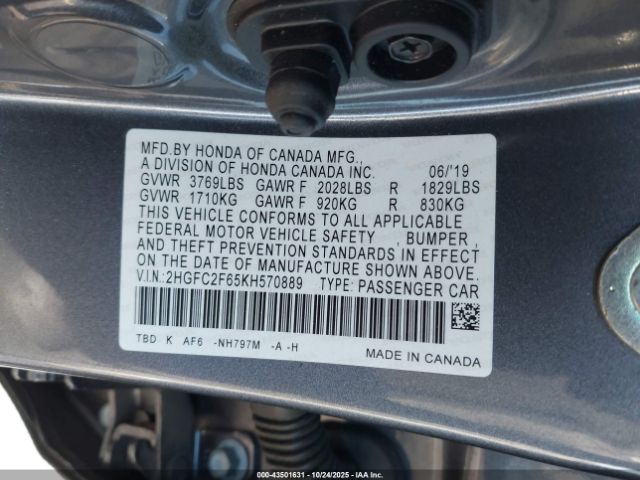 MFD.BY HONDA OF CANADA MFG.,
A DIVISION OF HONDA CANADA INC. 06/'19
GVWR 3769LBS GAWR F 2028LBS R 1829LBS
GVWR 1710KG GAWR F 920KG R 830KG
THIS VEHICLE CONFORMS TO ALL APPLICABLE
FEDERAL MOTOR VEHICLE SAFETY , BUMPER ,
AND THEFT PREVENTION STANDARDS IN EFFECT
ON THE DATE OF MANUFACTURE SHOWN ABOVE.
V.I.N.:2HGFC2F65KH570889 TYPE: PASSENGER CAR
TBD K AF6 -NH797M -A -H
MADE IN CANADA
000-43501631 - 10/24/2025 - IAA Inc.